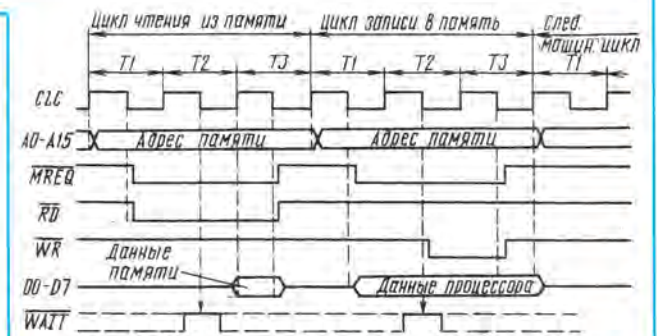 Цикл чтения из памяти Цикл записи в память След.
машин. цикл
T1 T2 T3 T1 T2 T3 T1
CLC
A0-A15 Адрес памяти Адрес памяти
MREQ
RD
WR
Данные
памяти
D0-D7 Данные процессора
WAIT